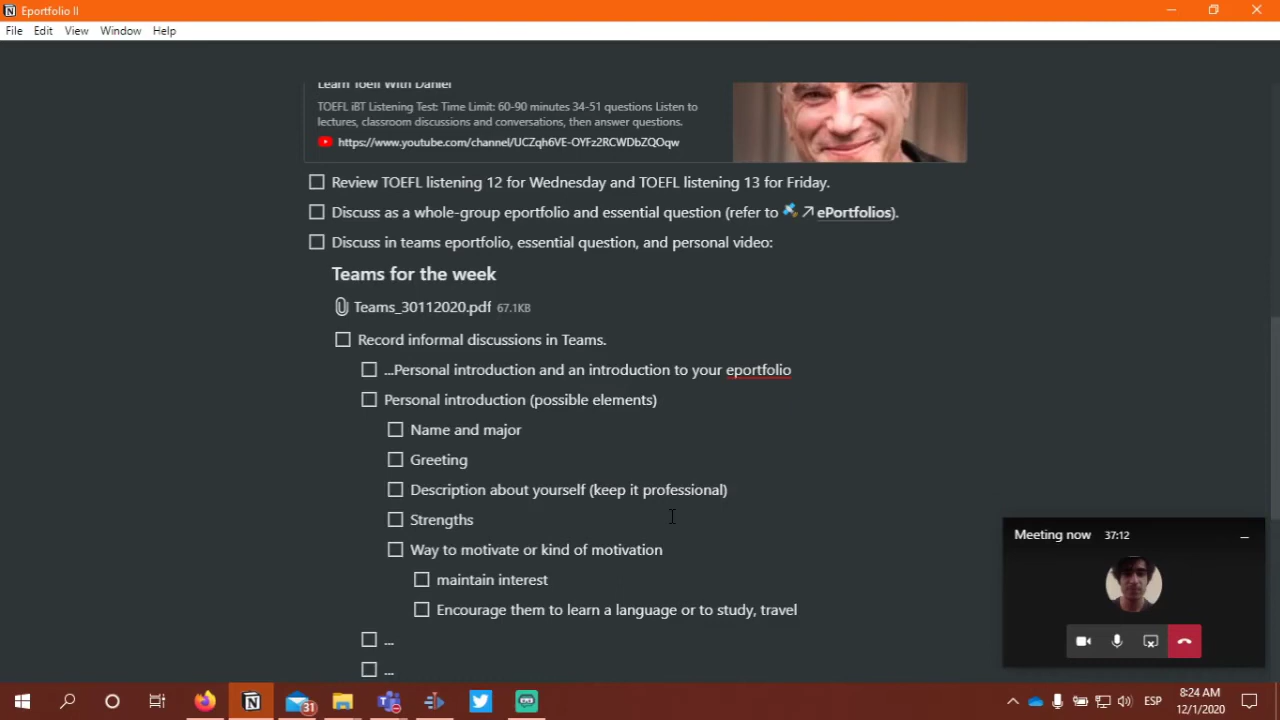 Eportfolio II
File Edit View Window Help
Learn Toefl With Daniel
TOEFL iBT Listening Test: Time Limit: 60-90 minutes 34-51 questions Listen to
lectures, classroom discussions and conversations, then answer questions.
https://www.youtube.com/channel/UCZqh6VE-OYFz2RCWDbZQOqw
Review TOEFL listening 12 for Wednesday and TOEFL listening 13 for Friday.
Discuss as a whole-group eportfolio and essential question (refer to ePortfolios).
Discuss in teams eportfolio, essential question, and personal video:
Teams for the week
Teams_30112020.pdf 67.1KB
Record informal discussions in Teams.
...Personal introduction and an introduction to your eportfolio
Personal introduction (possible elements)
Name and major
Greeting
Description about yourself (keep it professional)
Strengths
Way to motivate or kind of motivation
maintain interest
Encourage them to learn a language or to study, travel
...
...
Meeting now 37:12
31
ESP
8:24 AM
12/1/2020